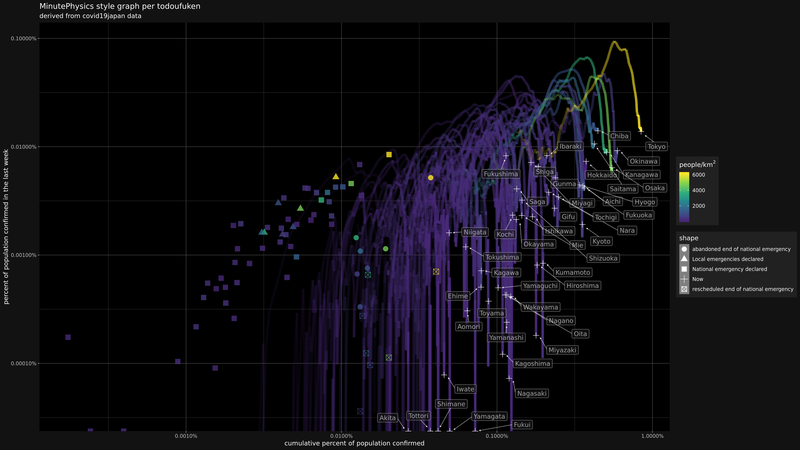 MinutePhysics style graph per todoufuken
derived from covid19japan data
percent of population confirmed in the last week
0.10000%
0.01000%
0.00100%
0.00010%
0.0010%
0.0100%
0.1000%
1.0000%
cumulative percent of population confirmed
Chiba
Tokyo
Ibaraki
Okinawa
Shiga
Fukushima
Hokkaido
Kanagawa
Gunma
Saitama
Osaka
Saga
Miyagi
Aichi
Hyogo
Gifu
Tochigi
Fukuoka
Niigata
Kochi
Ishikawa
Nara
Okayama
Mie
Kyoto
Tokushima
Shizuoka
Kagawa
Kumamoto
Yamaguchi
Hiroshima
Ehime
Wakayama
Toyama
Nagano
Aomori
Oita
Yamanashi
Miyazaki
Kagoshima
Iwate
Nagasaki
Shimane
Akita
Tottori
Yamagata
Fukui
people/km²
6000
4000
2000
shape
abandoned end of national emergency
Local emergencies declared
National emergency declared
Now
rescheduled end of national emergency